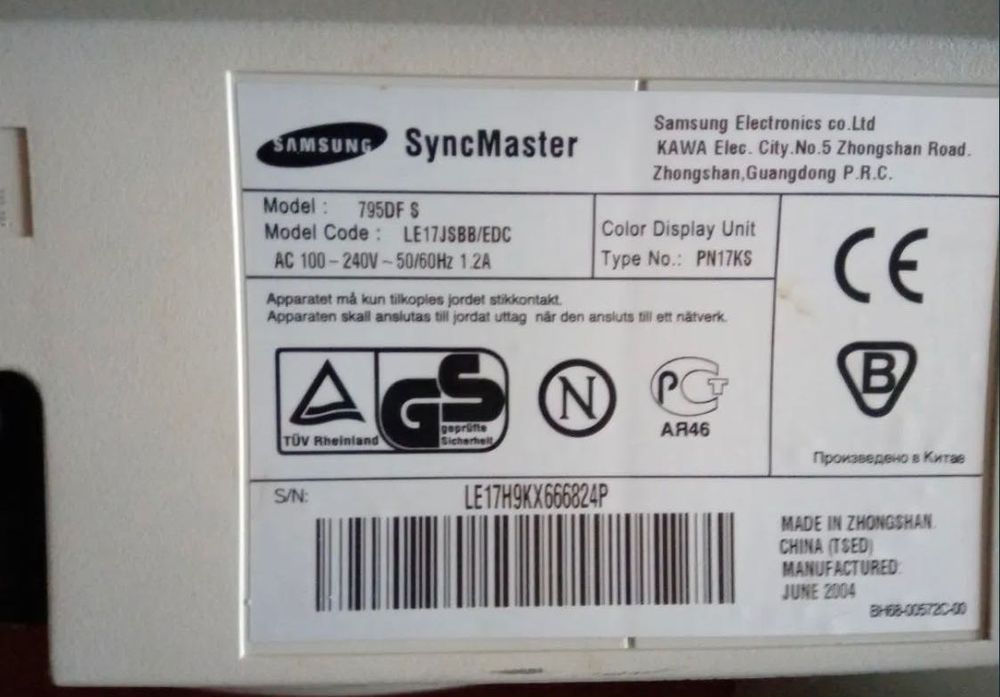 SAMSUNG SyncMaster
Samsung Electronics co.Ltd
KAWA Elec. City.No.5 Zhongshan Road.
Zhongshan,Guangdong P.R.C.
Model : 795DF S
Model Code : LE17JSBB/EDC
AC 100-240V~50/60Hz 1.2A
Color Display Unit
Type No.: PN17KS
Apparatet må kun tilkoples jordet stikkontakt.
Apparaten skall anslutas till jordat uttag när den ansluts till ett nätverk.
CE
TÜV Rheinland
GS
geprüfte
Sicherheit
N
РСТ
АЯ46
B
Произведено в Китае
S/N: LE17H9KX666824P
MADE IN ZHONGSHAN.
CHINA (TSED)
MANUFACTURED:
JUNE 2004
BH68-00572C-00